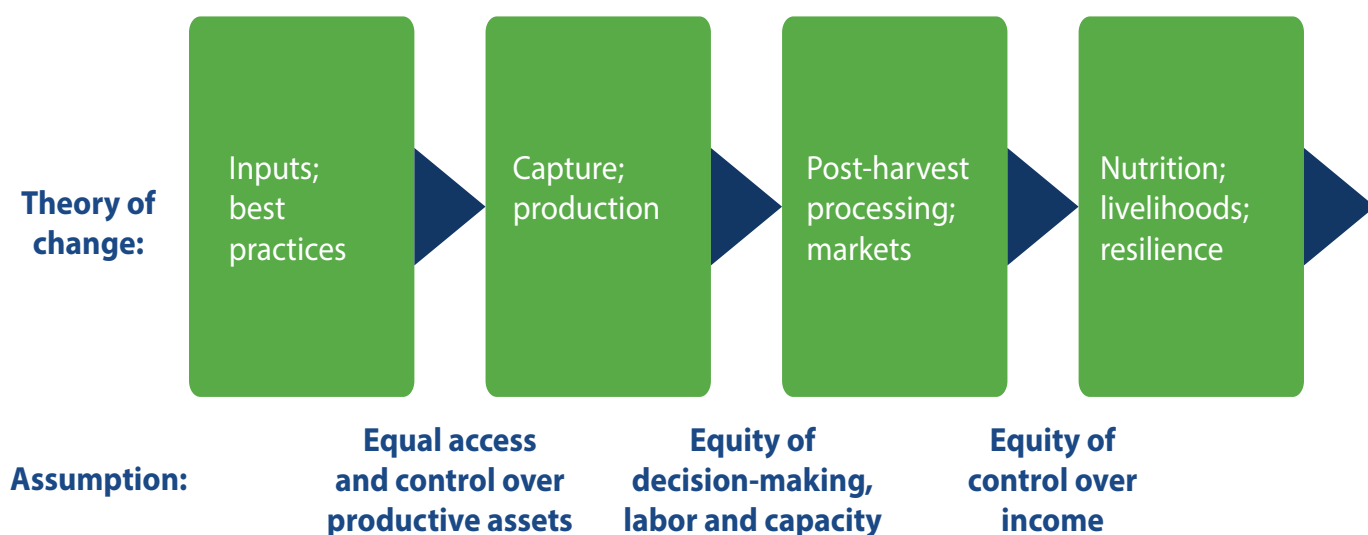 Theory of
change:
Inputs;
best
practices
Capture;
production
Post-harvest
processing;
markets
Nutrition;
livelihoods;
resilience
Assumption:
Equal access
and control over
productive assets
Equity of
decision-making,
labor and capacity
Equity of
control over
income